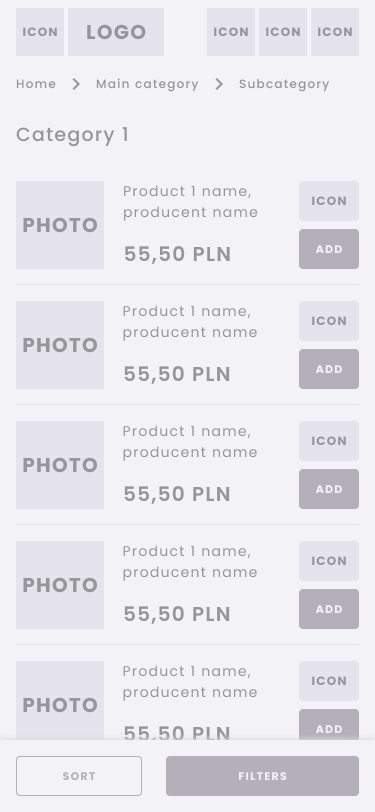 ICON LOGO ICON ICON ICON
Home Main category Subcategory
Category 1
PHOTO
Product 1 name,
producent name
55,50 PLN
ICON
ADD
PHOTO
Product 1 name,
producent name
55,50 PLN
ICON
ADD
PHOTO
Product 1 name,
producent name
55,50 PLN
ICON
ADD
PHOTO
Product 1 name,
producent name
55,50 PLN
ICON
ADD
PHOTO
Product 1 name,
producent name
55,50 PLN
ICON
ADD
SORT FILTERS